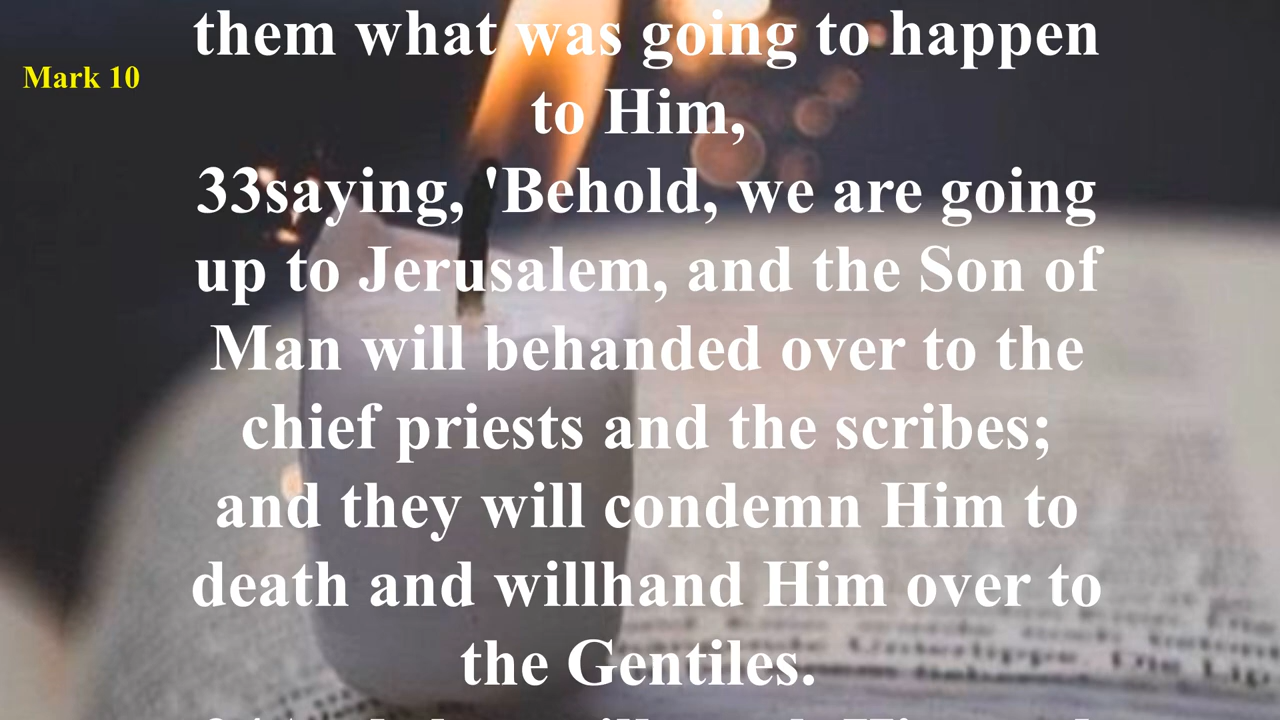 them what was going to happen
Mark 10
to Him,
33saying, 'Behold, we are going
up to Jerusalem, and the Son of
Man will behanded over to the
chief priests and the scribes;
and they will condemn Him to
death and willhand Him over to
the Gentiles.